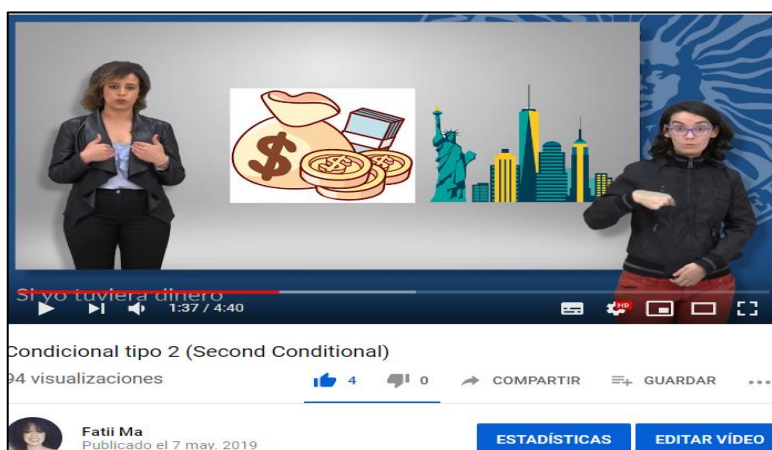 Si yo tuviera dinero
1:37 / 4:40
HD
Condicional tipo 2 (Second Conditional)
94 visualizaciones
4
0
COMPARTIR
GUARDAR
Fatii Ma
Publicado el 7 may. 2019
ESTADÍSTICAS
EDITAR VÍDEO